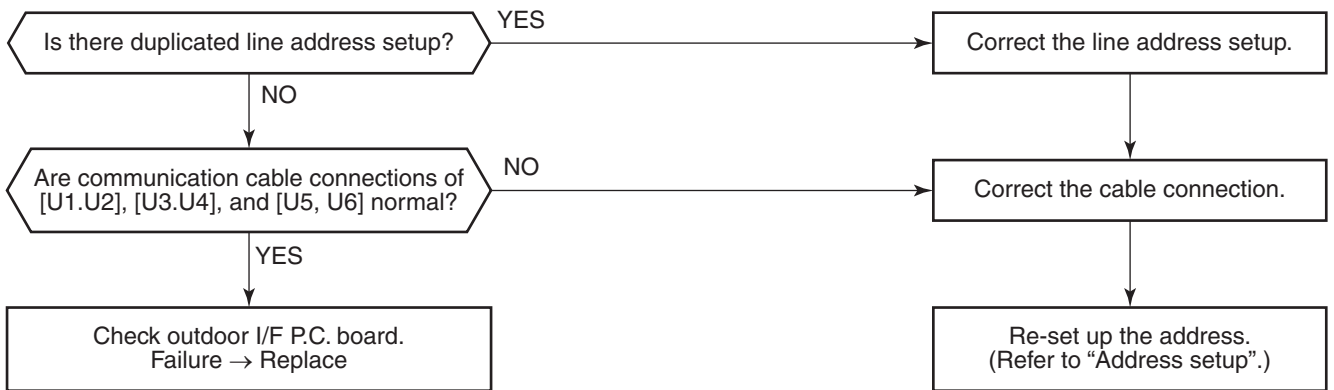 Is there duplicated line address setup?
YES
Correct the line address setup.
NO
Are communication cable connections of
[U1.U2], [U3.U4], and [U5, U6] normal?
NO
Correct the cable connection.
YES
Check outdoor I/F P.C. board.
Failure → Replace
Re-set up the address.
(Refer to “Address setup”.)